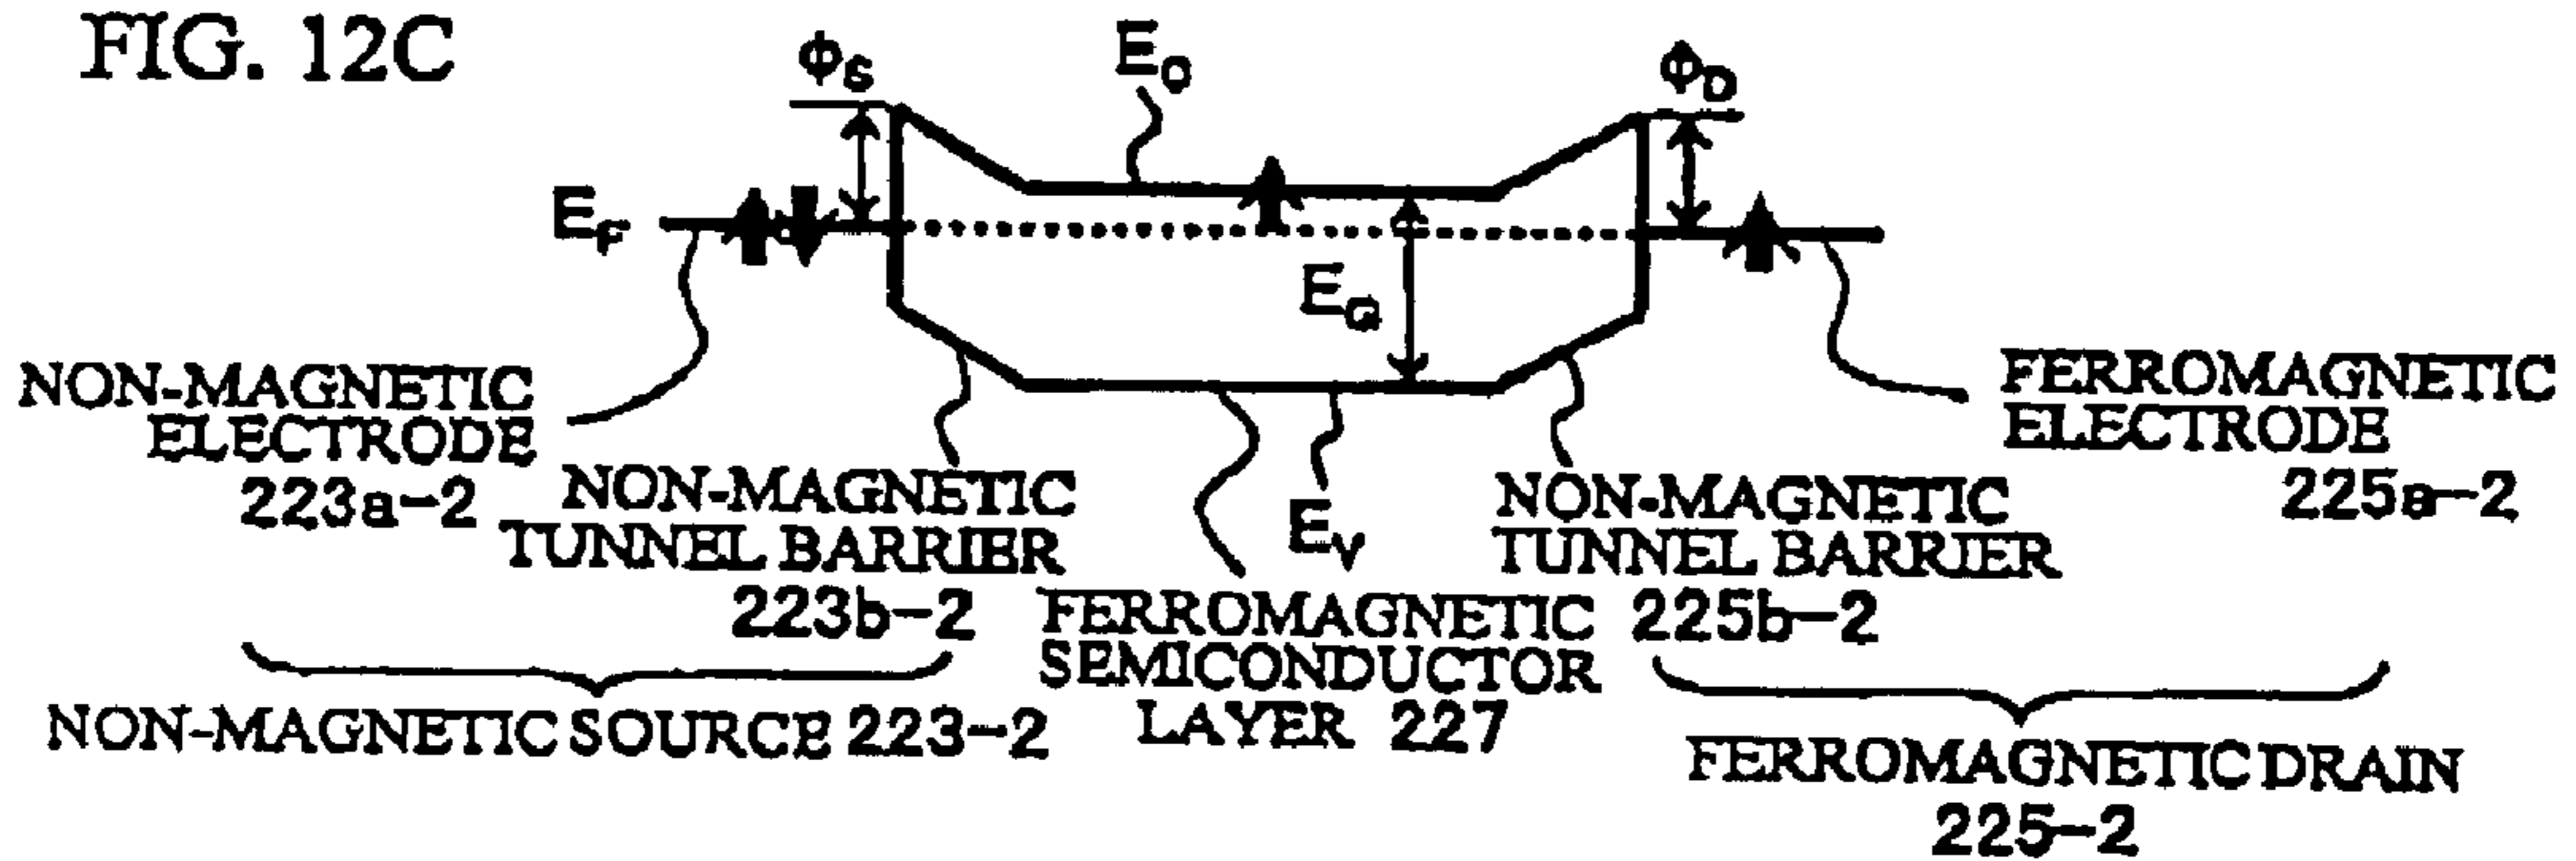 FIG. 12C
ΦS
EO
ΦD
EF
EG
NON-MAGNETIC
ELECTRODE
223a-2
NON-MAGNETIC
TUNNEL BARRIER
223b-2
FERROMAGNETIC
SEMICONDUCTOR
LAYER 227
EV
NON-MAGNETIC
TUNNEL BARRIER
225b-2
FERROMAGNETIC
ELECTRODE
225a-2
NON-MAGNETIC SOURCE 223-2
FERROMAGNETIC DRAIN
225-2